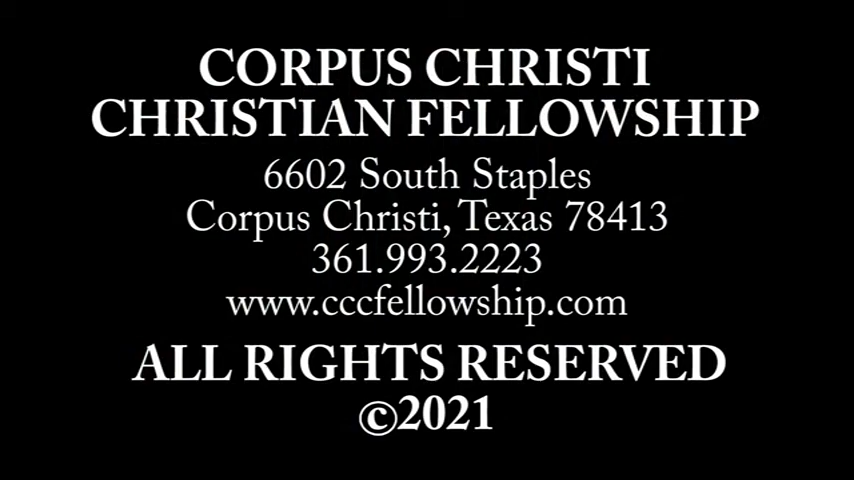 CORPUS CHRISTI
CHRISTIAN FELLOWSHIP
6602 South Staples
Corpus Christi, Texas 78413
361.993.2223
www.cccfellowship.com
ALL RIGHTS RESERVED
©2021